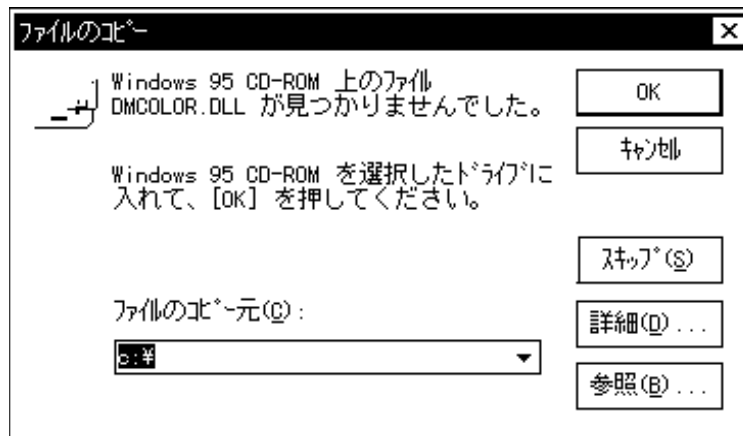 ファイルのコピー
Windows 95 CD-ROM 上のファイル
DMCOLOR.DLL が見つかりませんでした。
Windows 95 CD-ROM を選択したドライブに
入れて、[OK] を押してください。
ファイルのコピー元(C):
c:¥
OK
キャンセル
スキップ(S)
詳細(D)...
参照(B)...